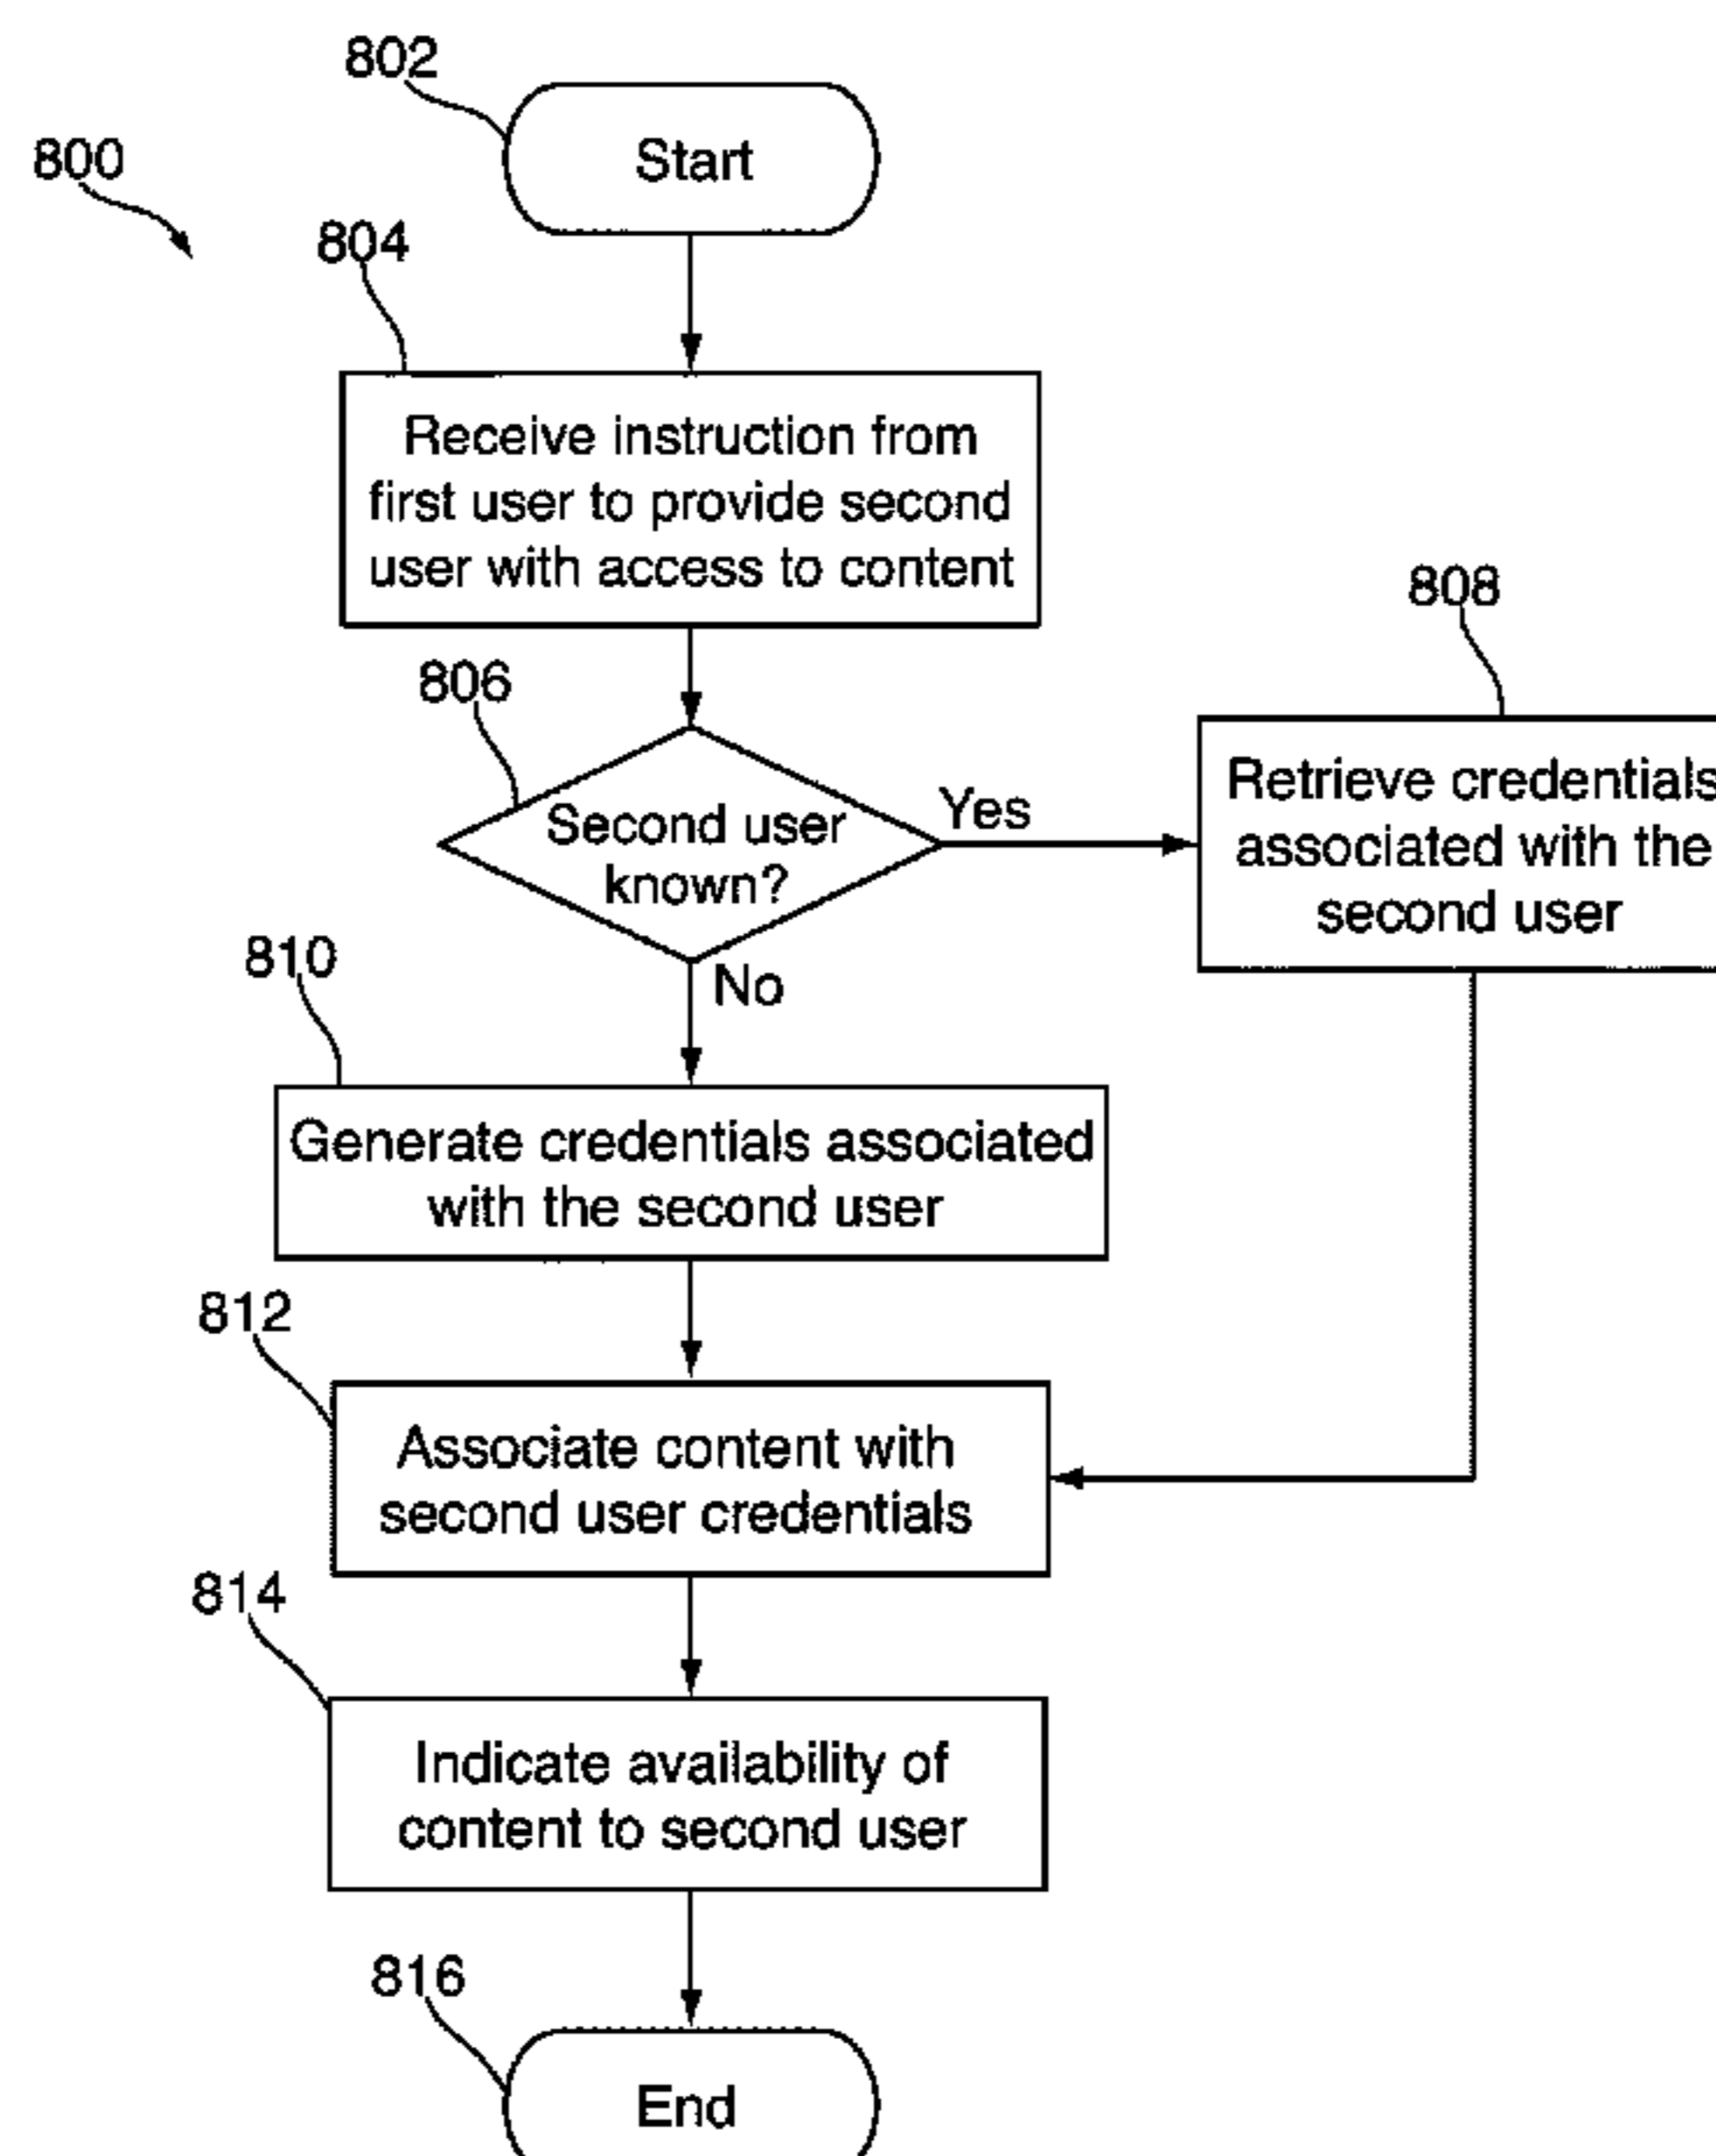 802
Start
800
804
Receive instruction from
first user to provide second
user with access to content
808
806
Second user
known?
Yes
Retrieve credentials
associated with the
second user
810
No
Generate credentials associated
with the second user
812
Associate content with
second user credentials
814
Indicate availability of
content to second user
816
End